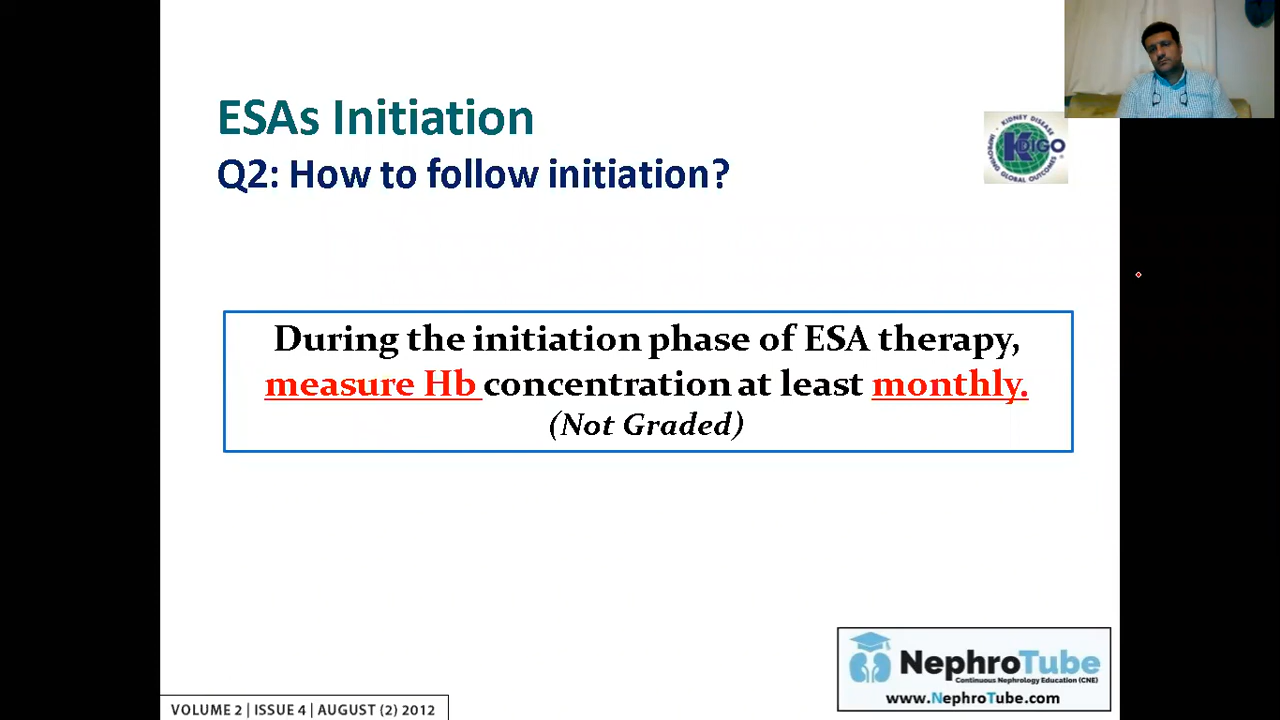 ESAs Initiation
Q2: How to follow initiation?
KIDNEY DISEASE
KDIGO
IMPROVING GLOBAL OUTCOMES
During the initiation phase of ESA therapy,
measure Hb concentration at least monthly.
(Not Graded)
NephroTube
Continuous Nephrology Education (CNE)
www.NephroTube.com
VOLUME 2 | ISSUE 4 | AUGUST (2) 2012